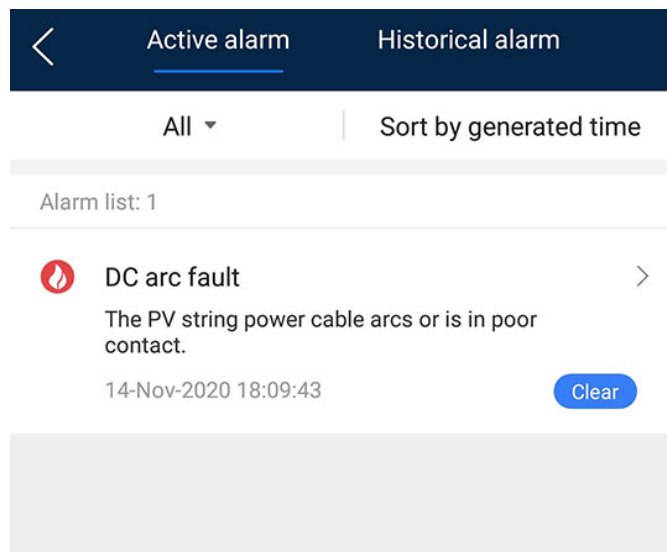 Active alarm Historical alarm
All Sort by generated time
Alarm list: 1
DC arc fault
The PV string power cable arcs or is in poor
contact.
14-Nov-2020 18:09:43 Clear